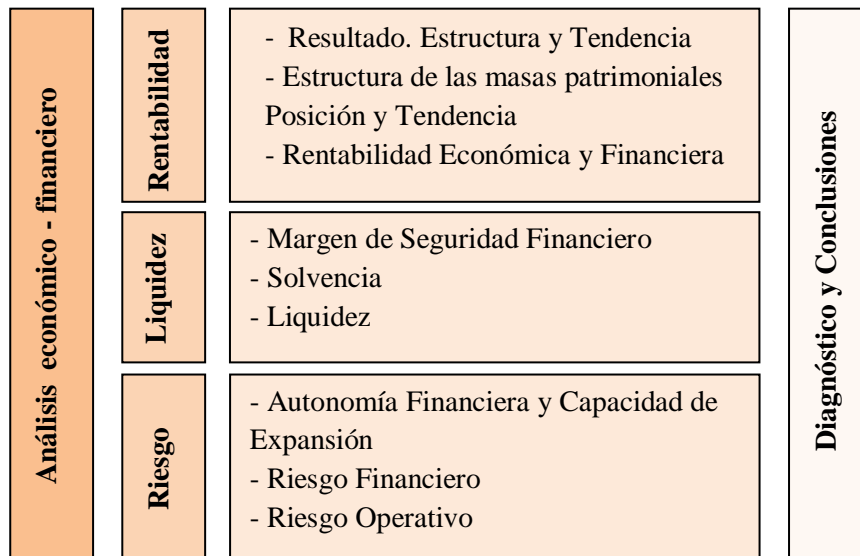 Análisis económico - financiero
Rentabilidad
- Resultado. Estructura y Tendencia
- Estructura de las masas patrimoniales
Posición y Tendencia
- Rentabilidad Económica y Financiera
Liquidez
- Margen de Seguridad Financiero
- Solvencia
- Liquidez
Riesgo
- Autonomía Financiera y Capacidad de
Expansión
- Riesgo Financiero
- Riesgo Operativo
Diagnóstico y Conclusiones